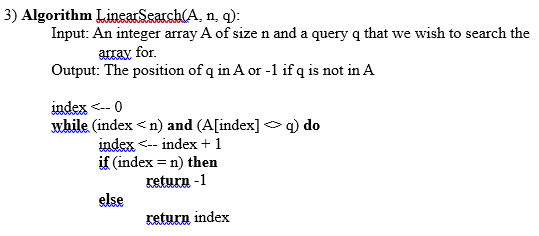 3) Algorithm LinearSearch(A, n, q):
Input: An integer array A of size n and a query q that we wish to search the
array for.
Output: The position of q in A or -1 if q is not in A
index <-- 0
while (index < n) and (A[index] <> q) do
index <-- index + 1
if (index = n) then
return -1
else
return index